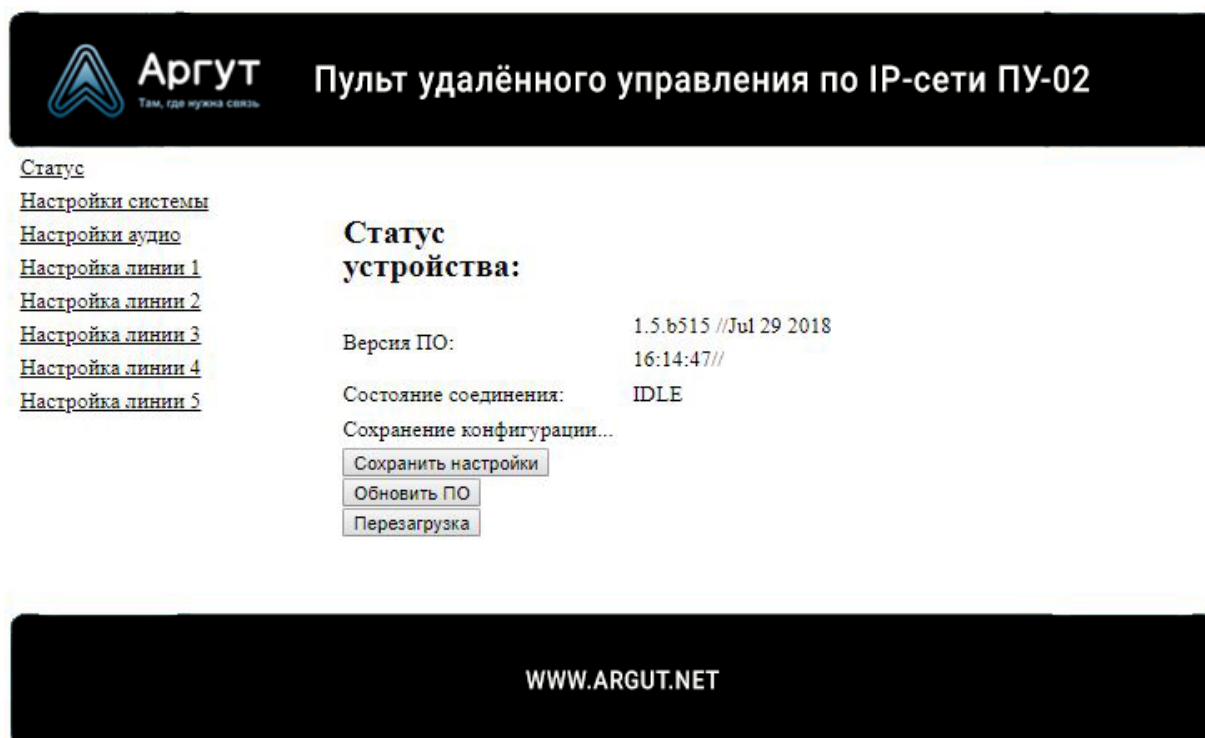 Аргут
Там, где нужна связь
Пульт удалённого управления по IP-сети ПУ-02
Статус
Настройки системы
Настройки аудио
Настройка линии 1
Настройка линии 2
Настройка линии 3
Настройка линии 4
Настройка линии 5
Статус
устройства:
Версия ПО:
1.5.b515 //Jul 29 2018
16:14:47//
Состояние соединения: IDLE
Сохранение конфигурации...
Сохранить настройки
Обновить ПО
Перезагрузка
WWW.ARGUT.NET